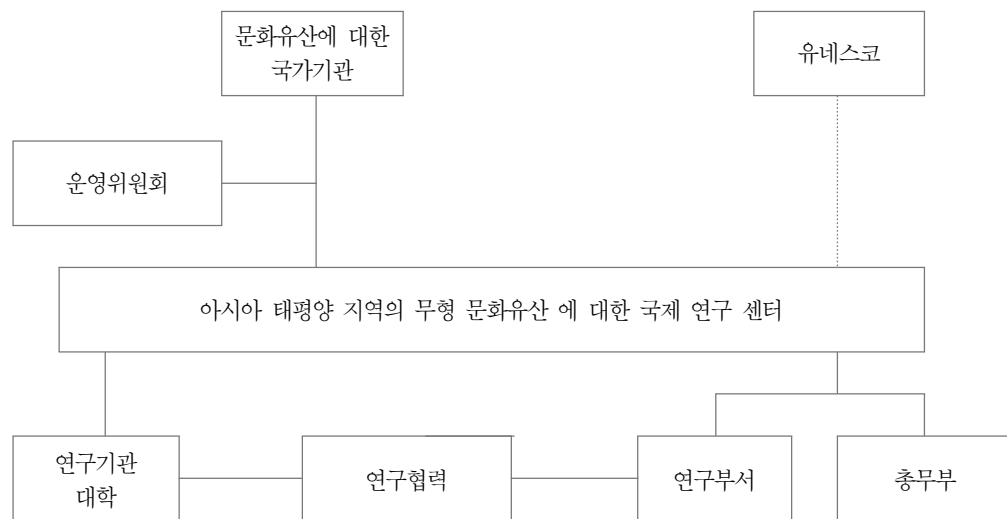 문화유산에 대한
국가기관
유네스코
운영위원회
아시아 태평양 지역의 무형 문화유산 에 대한 국제 연구 센터
연구기관
대학
연구협력
연구부서
총무부